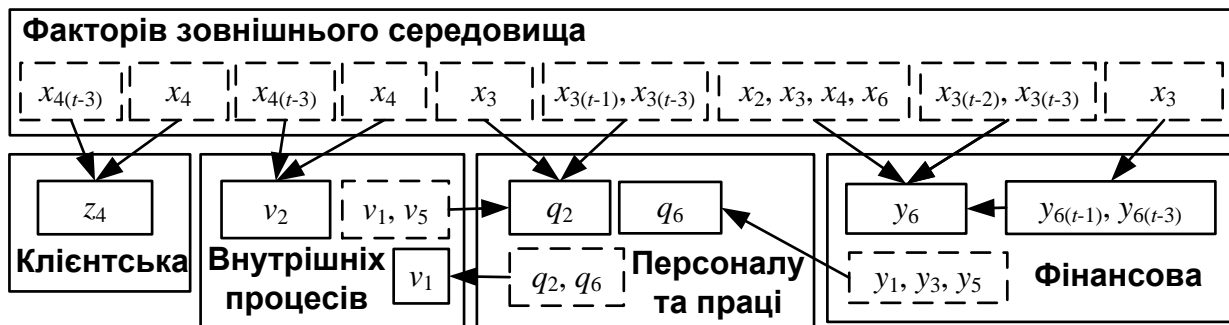 Факторів зовнішнього середовища
x4(t-3) x4 x4(t-3) x4 x3 x3(t-1), x3(t-3) x2, x3, x4, x6 x3(t-2), x3(t-3) x3
z4 v2 v1, v5 q2 q6 y6 y6(t-1), y6(t-3)
Клієнтська
Внутрішніх
процесів
v1
q2, q6
Персоналу
та праці
y1, y3, y5
Фінансова